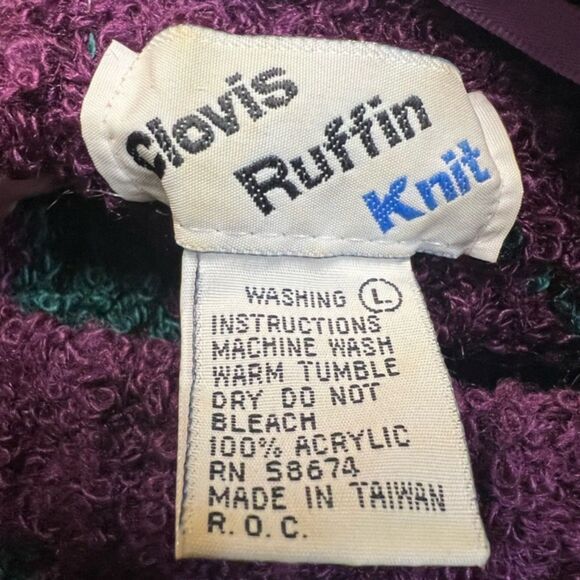 Clovis
Ruffin
Knit
WASHING L
INSTRUCTIONS
MACHINE WASH
WARM TUMBLE
DRY DO NOT
BLEACH
100% ACRYLIC
RN 58674
MADE IN TAIWAN
R.O.C.